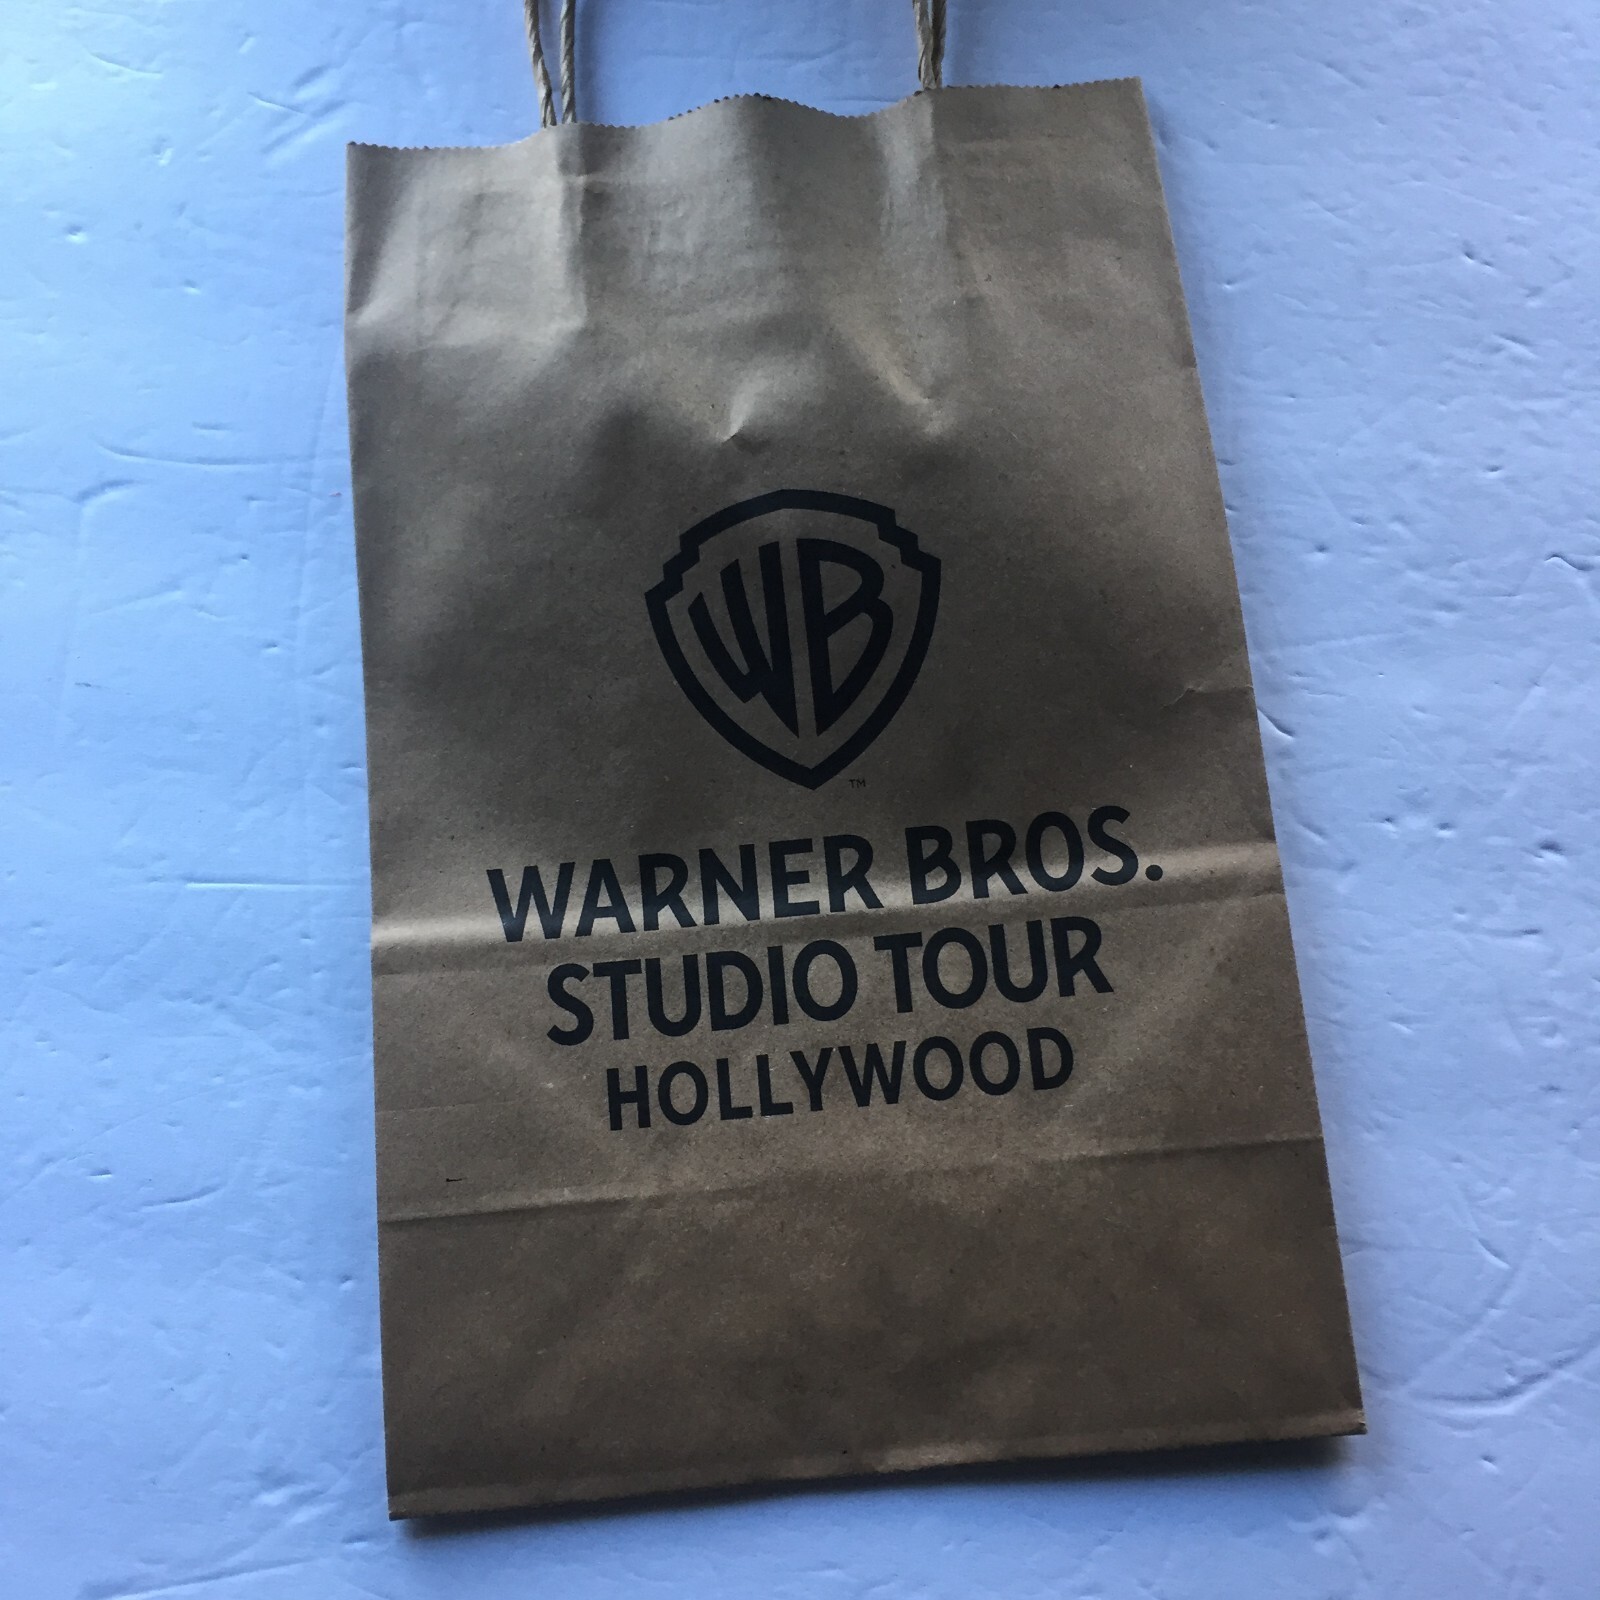 WB
TM
WARNER BROS.
STUDIO TOUR
HOLLYWOOD